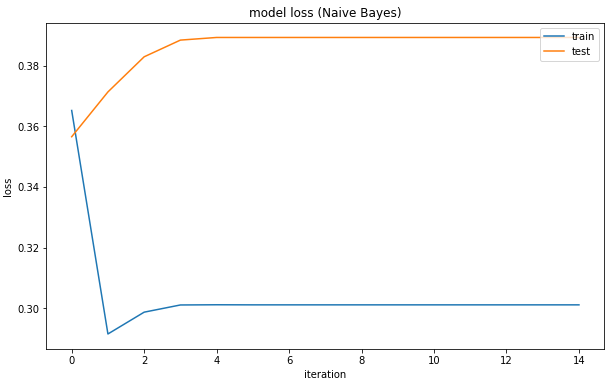 model loss (Naive Bayes)
train
test
loss
0.38
0.36
0.34
0.32
0.30
0 2 4 6 8 10 12 14
iteration